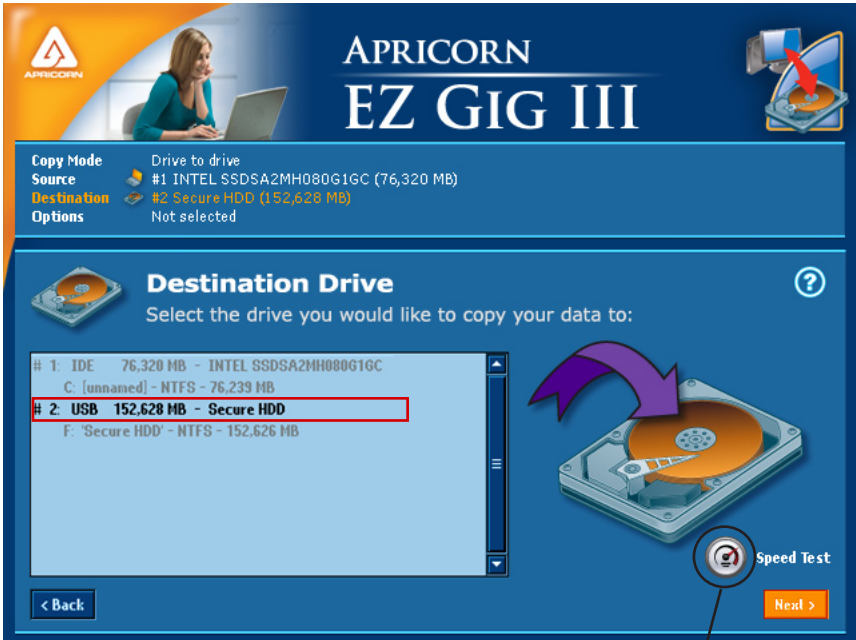 APRICORN
APRICORN
EZ GIG III
Copy Mode Drive to drive
Source #1 INTEL SSDSA2MH080G1GC (76,320 MB)
Destination #2 Secure HDD (152,628 MB)
Options Not selected
Destination Drive
?
Select the drive you would like to copy your data to:
# 1: IDE 76,320 MB - INTEL SSDSA2MH080G1GC
C: [unnamed] - NTFS - 76,239 MB
# 2: USB 152,628 MB - Secure HDD
F: 'Secure HDD' - NTFS - 152,626 MB
Speed Test
< Back
Next >